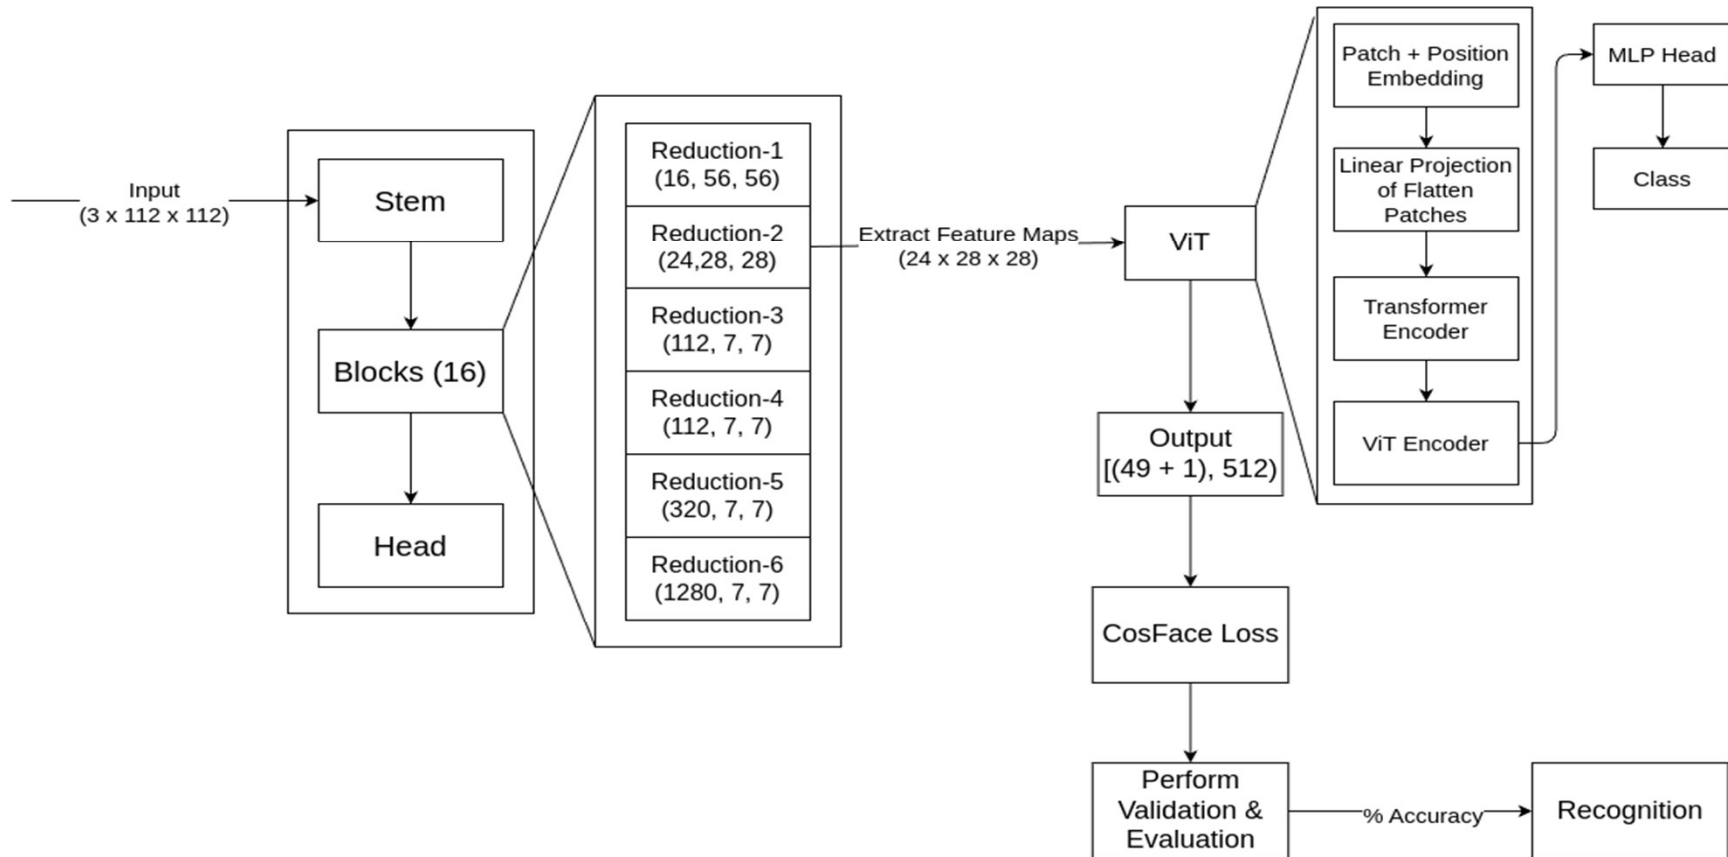 Input
(3 x 112 x 112)
Stem
Blocks (16)
Head
Reduction-1
(16, 56, 56)
Reduction-2
(24,28, 28)
Reduction-3
(112, 7, 7)
Reduction-4
(112, 7, 7)
Reduction-5
(320, 7, 7)
Reduction-6
(1280, 7, 7)
Extract Feature Maps
(24 x 28 x 28)
ViT
Patch + Position
Embedding
Linear Projection
of Flatten
Patches
Transformer
Encoder
ViT Encoder
MLP Head
Class
Output
[(49 + 1), 512)
CosFace Loss
Perform
Validation &
Evaluation
% Accuracy
Recognition